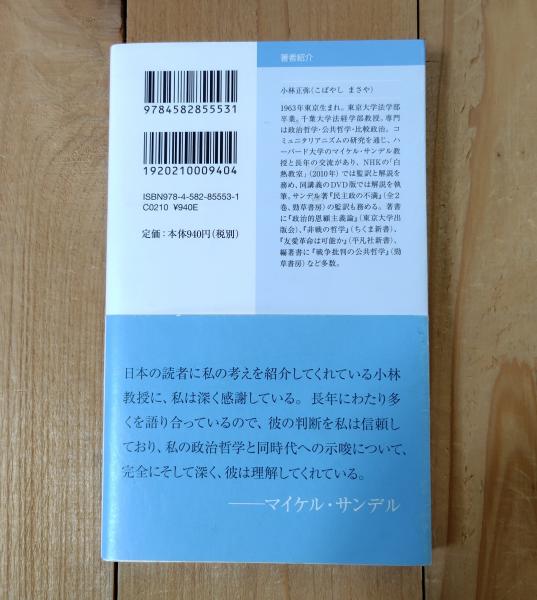 9784582855531
1920210009404
ISBN978-4-582-85553-1
C0210 ¥940E
定価：本体940円(税別)
著者紹介
小林正弥(こばやし まさや)
1963年東京生まれ。東京大学法学部
卒業。千葉大学法経学部教授。専門
は政治哲学・公共哲学・比較政治。コ
ミュニタリアニズムの研究を通じ、ハ
ーバード大学のマイケル・サンデル教
授と長年の交流があり、NHKの「白
熱教室」(2010年)では監訳と解説を
務め、同講義のDVD版では解説を執
筆。サンデル著『民主政の不満』(全2
巻、勁草書房)の監訳も務める。著書
に『政治的恩顧主義論』(東京大学出
版会)、『非戦の哲学』(ちくま新書)、
『友愛革命は可能か』(平凡社新書)、
編著書に『戦争批判の公共哲学』(勁
草書房)など多数。
日本の読者に私の考えを紹介してくれている小林
教授に、私は深く感謝している。長年にわたり多
くを語り合っているので、彼の判断を私は信頼し
ており、私の政治哲学と同時代への示唆について、
完全にそして深く、彼は理解してくれている。
──マイケル・サンデル